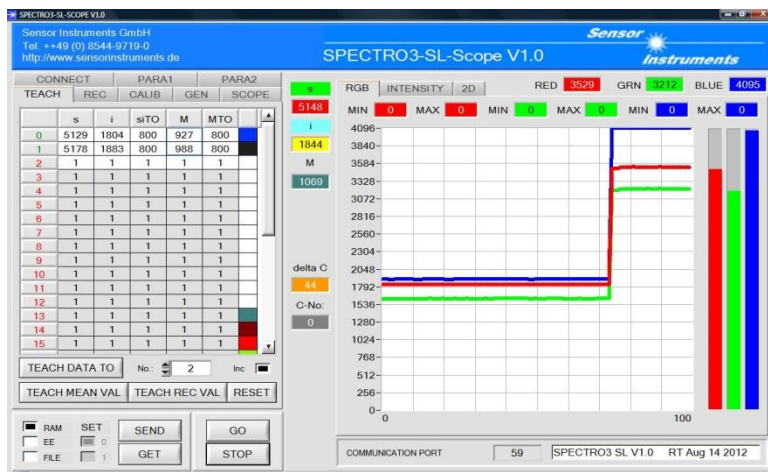 SPECTRO3-SL-SCOPE V1.0
Sensor Instruments GmbH
Tel. ++49 (0) 8544-9719-0
http://www.sensorinstruments.de
SPECTRO3-SL-Scope V1.0
Sensor
Instruments
CONNECT PARA1 PARA2
TEACH REC CALIB GEN SCOPE
s i siTO M MTO
0 5129 1804 800 927 800
1 5178 1883 800 988 800
2 1 1 1 1 1
3 1 1 1 1 1
4 1 1 1 1 1
5 1 1 1 1 1
6 1 1 1 1 1
7 1 1 1 1 1
8 1 1 1 1 1
9 1 1 1 1 1
10 1 1 1 1 1
11 1 1 1 1 1
12 1 1 1 1 1
13 1 1 1 1 1
14 1 1 1 1 1
15 1 1 1 1 1
TEACH DATA TO No.: 2 Inc
TEACH MEAN VAL TEACH REC VAL RESET
RAM SET SEND GO
EE 0
FILE 1 GET STOP
s
5148
i
1844
M
1069
delta C
44
C-No:
0
RGB INTENSITY 2D RED 3529 GRN 3212 BLUE 4095
MIN 0 MAX 0 MIN 0 MAX 0 MIN 0 MAX 0
4096
3840
3584
3328
3072
2816
2560
2304
2048
1792
1536
1280
1024
768
512
256
0
0 100
COMMUNICATION PORT 59 SPECTRO3 SL V1.0 RT Aug 14 2012